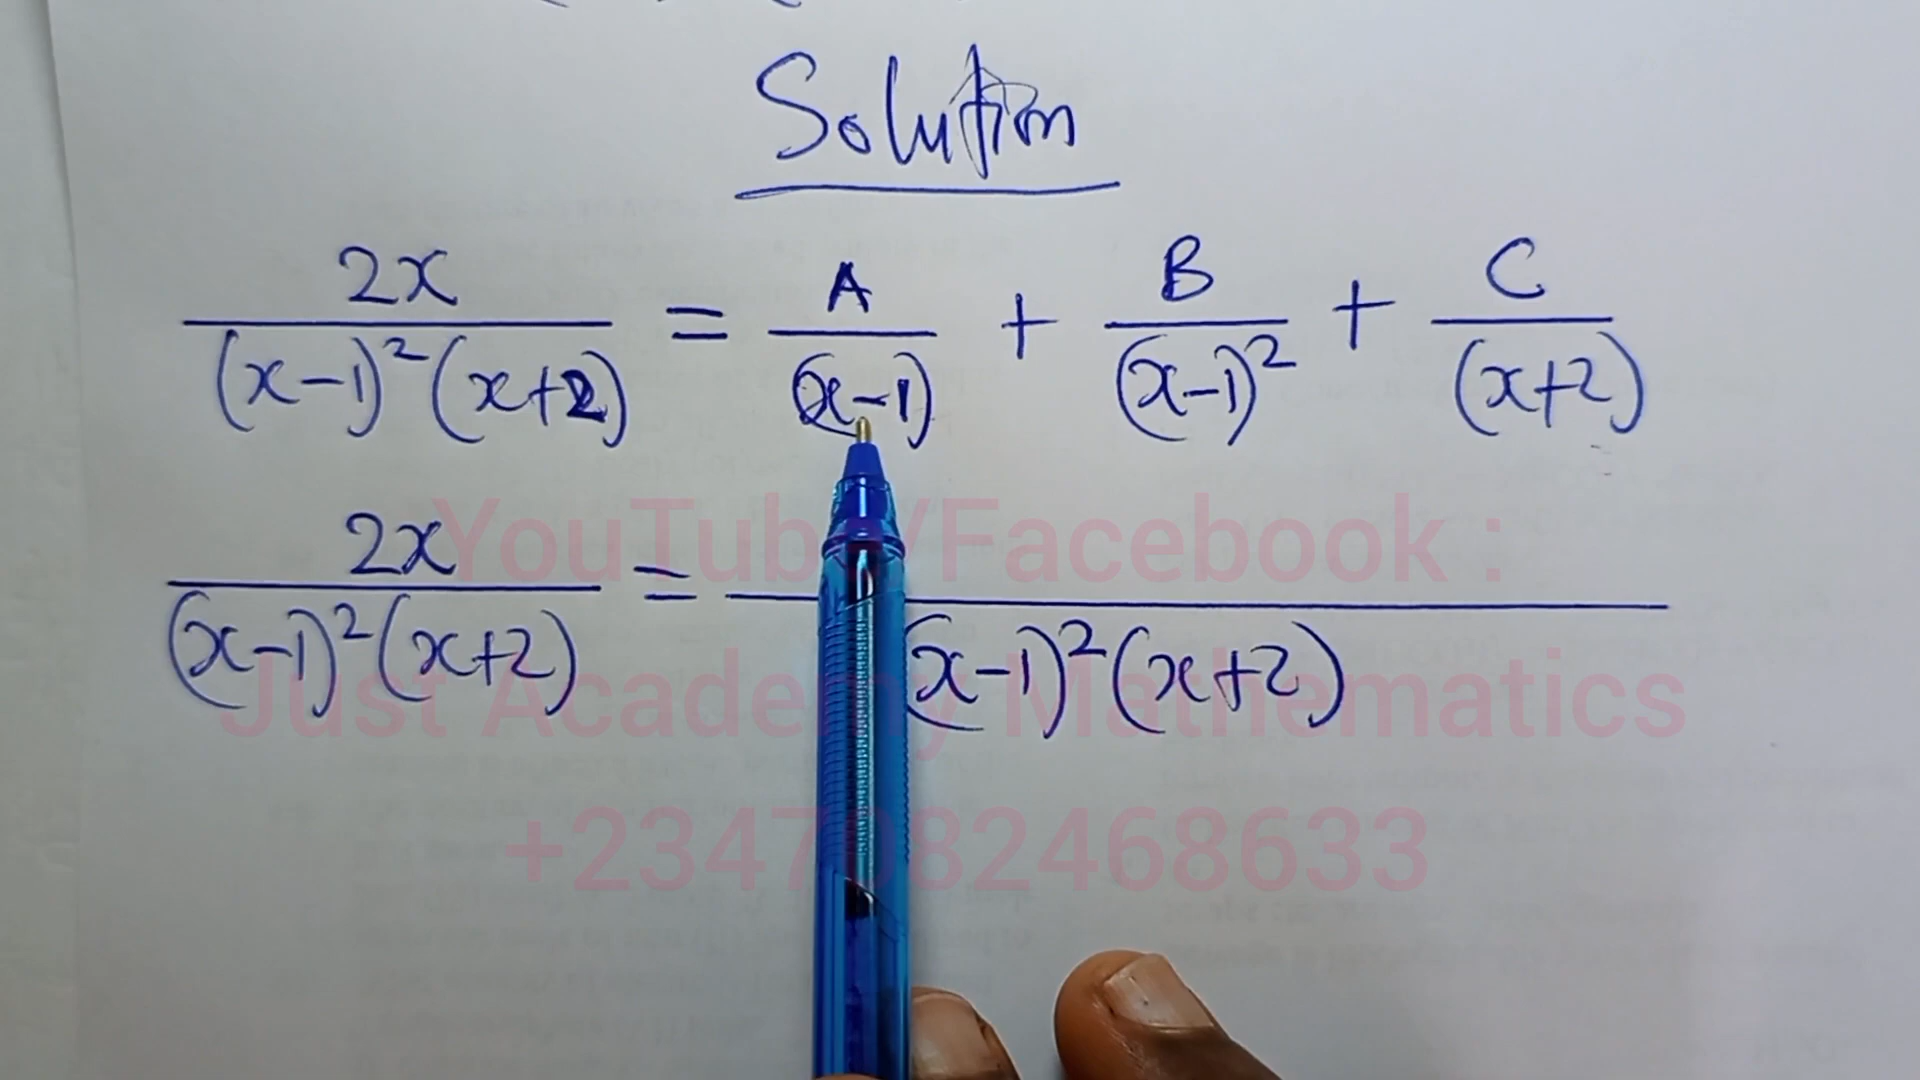 Solution
2x/(x-1)²(x+2) = A/(x-1) + B/(x-1)² + C/(x+2)
2x/(x-1)²(x+2) = /(x-1)²(x+2)
YouTube/Facebook :
Just Academy Mathematics
+2347082468633